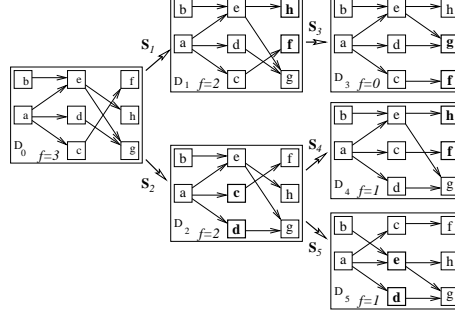 b e f
a d h
c g
D0 f=3
S1
S2
b e h
a d f
c g
D1 f=2
b e f
a c h
d g
D2 f=2
S3
S4
S5
b e h
a d g
c f
D3 f=0
b e h
a c f
d g
D4 f=1
b c f
a e h
d g
D5 f=1